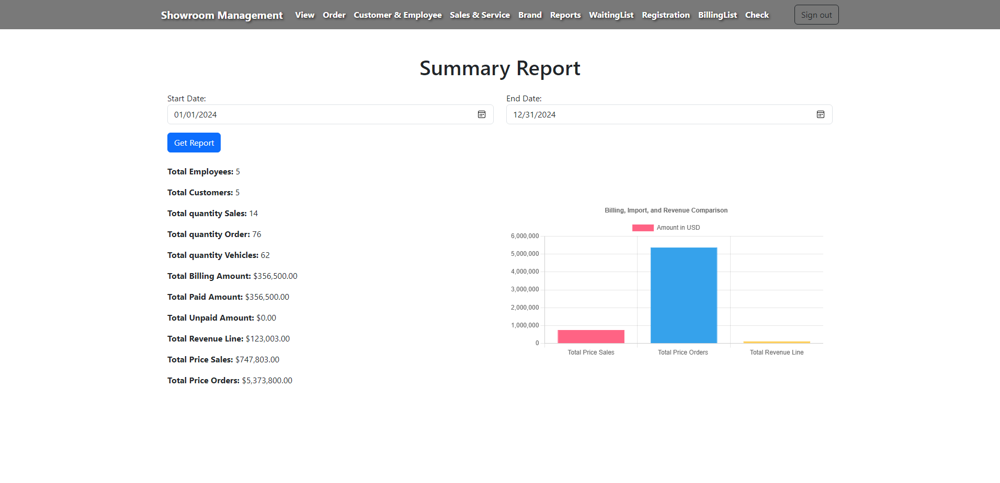 Showroom Management View Order Customer & Employee Sales & Service Brand Reports WaitingList Registration BillingList Check Sign out
Summary Report
Start Date: End Date:
01/01/2024 12/31/2024
Get Report
Total Employees: 5
Total Customers: 5
Total quantity Sales: 14
Total quantity Order: 76
Total quantity Vehicles: 62
Total Billing Amount: $356,500.00
Total Paid Amount: $356,500.00
Total Unpaid Amount: $0.00
Total Revenue Line: $123,003.00
Total Price Sales: $747,803.00
Total Price Orders: $5,373,800.00
Billing, Import, and Revenue Comparison
Amount in USD
6,000,000
5,000,000
4,000,000
3,000,000
2,000,000
1,000,000
0
Total Price Sales Total Price Orders Total Revenue Line